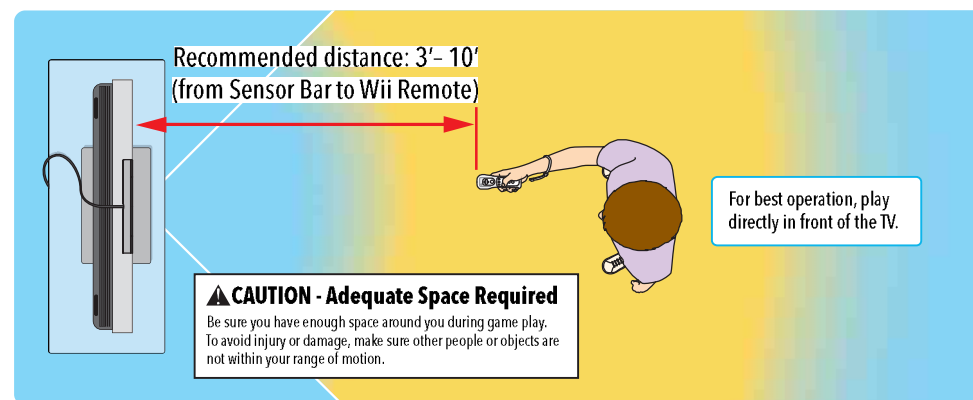 Recommended distance: 3’– 10’
(from Sensor Bar to Wii Remote)
For best operation, play
directly in front of the TV.
CAUTION - Adequate Space Required
Be sure you have enough space around you during game play.
To avoid injury or damage, make sure other people or objects are
not within your range of motion.